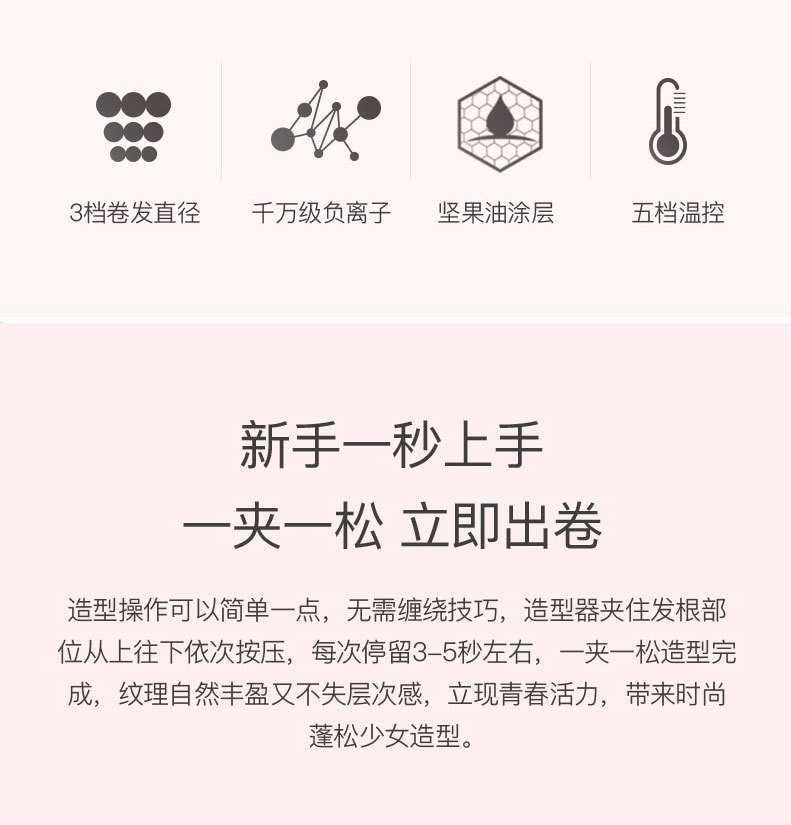 3档卷发直径
千万级负离子
坚果油涂层
五档温控
新手一秒上手
一夹一松 立即出卷
造型操作可以简单一点，无需缠绕技巧，造型器夹住发根部
位从上往下依次按压，每次停留3-5秒左右，一夹一松造型完
成，纹理自然丰盈又不失层次感，立现青春活力，带来时尚
蓬松少女造型。